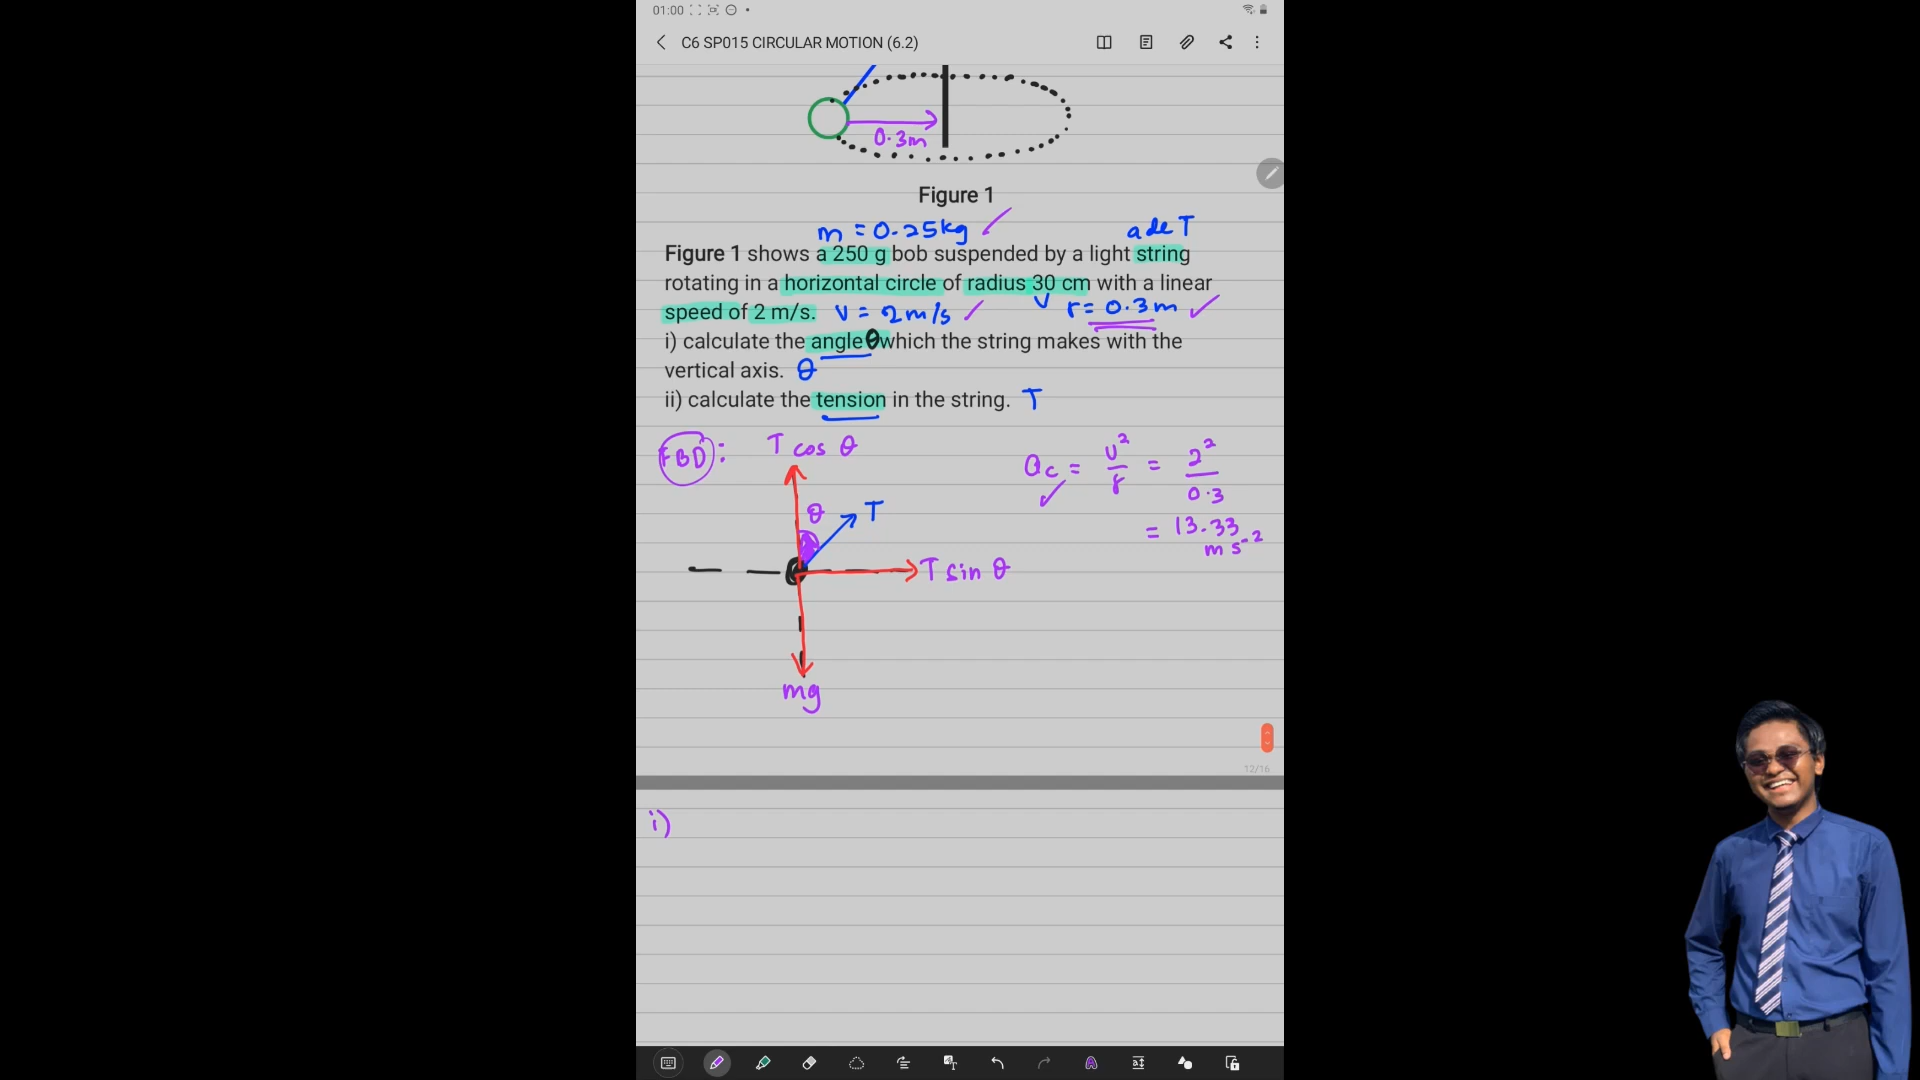 01:00
C6 SP015 CIRCULAR MOTION (6.2)
0.3m
Figure 1
m = 0.25kg ✓
ade T
Figure 1 shows a 250 g bob suspended by a light string
rotating in a horizontal circle of radius 30 cm with a linear
speed of 2 m/s. v = 2m/s ✓ r = 0.3m ✓
i) calculate the angle θ which the string makes with the
vertical axis. θ
ii) calculate the tension in the string. T
FBD: T cos θ
ac = v²/r = 2²/0.3
= 13.33 ms⁻²
θ T
T sin θ
mg
12/16
i)